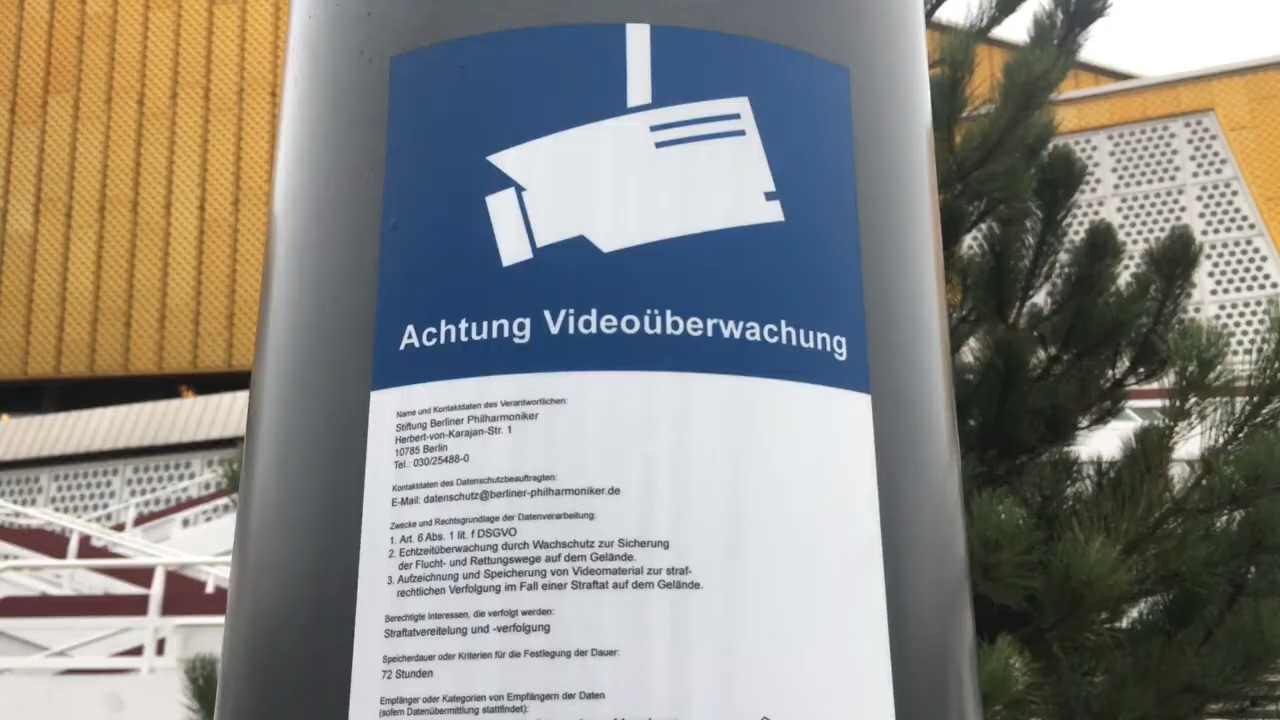 Achtung Videoüberwachung
Name und Kontaktdaten des Verantwortlichen:
Stiftung Berliner Philharmoniker
Herbert-von-Karajan-Str. 1
10785 Berlin
Tel.: 030/25488-0
Kontaktdaten des Datenschutzbeauftragten:
E-Mail: datenschutz@berliner-philharmoniker.de
Zwecke und Rechtsgrundlage der Datenverarbeitung:
1. Art. 6 Abs. 1 lit. f DSGVO
2. Echtzeitüberwachung durch Wachschutz zur Sicherung
der Flucht- und Rettungswege auf dem Gelände.
3. Aufzeichnung und Speicherung von Videomaterial zur straf-
rechtlichen Verfolgung im Fall einer Straftat auf dem Gelände.
Berechtigte Interessen, die verfolgt werden:
Straftatvereitelung und -verfolgung
Speicherdauer oder Kriterien für die Festlegung der Dauer:
72 Stunden
Empfänger oder Kategorien von Empfängern der Daten
(sofern Datenübermittlung stattfindet):